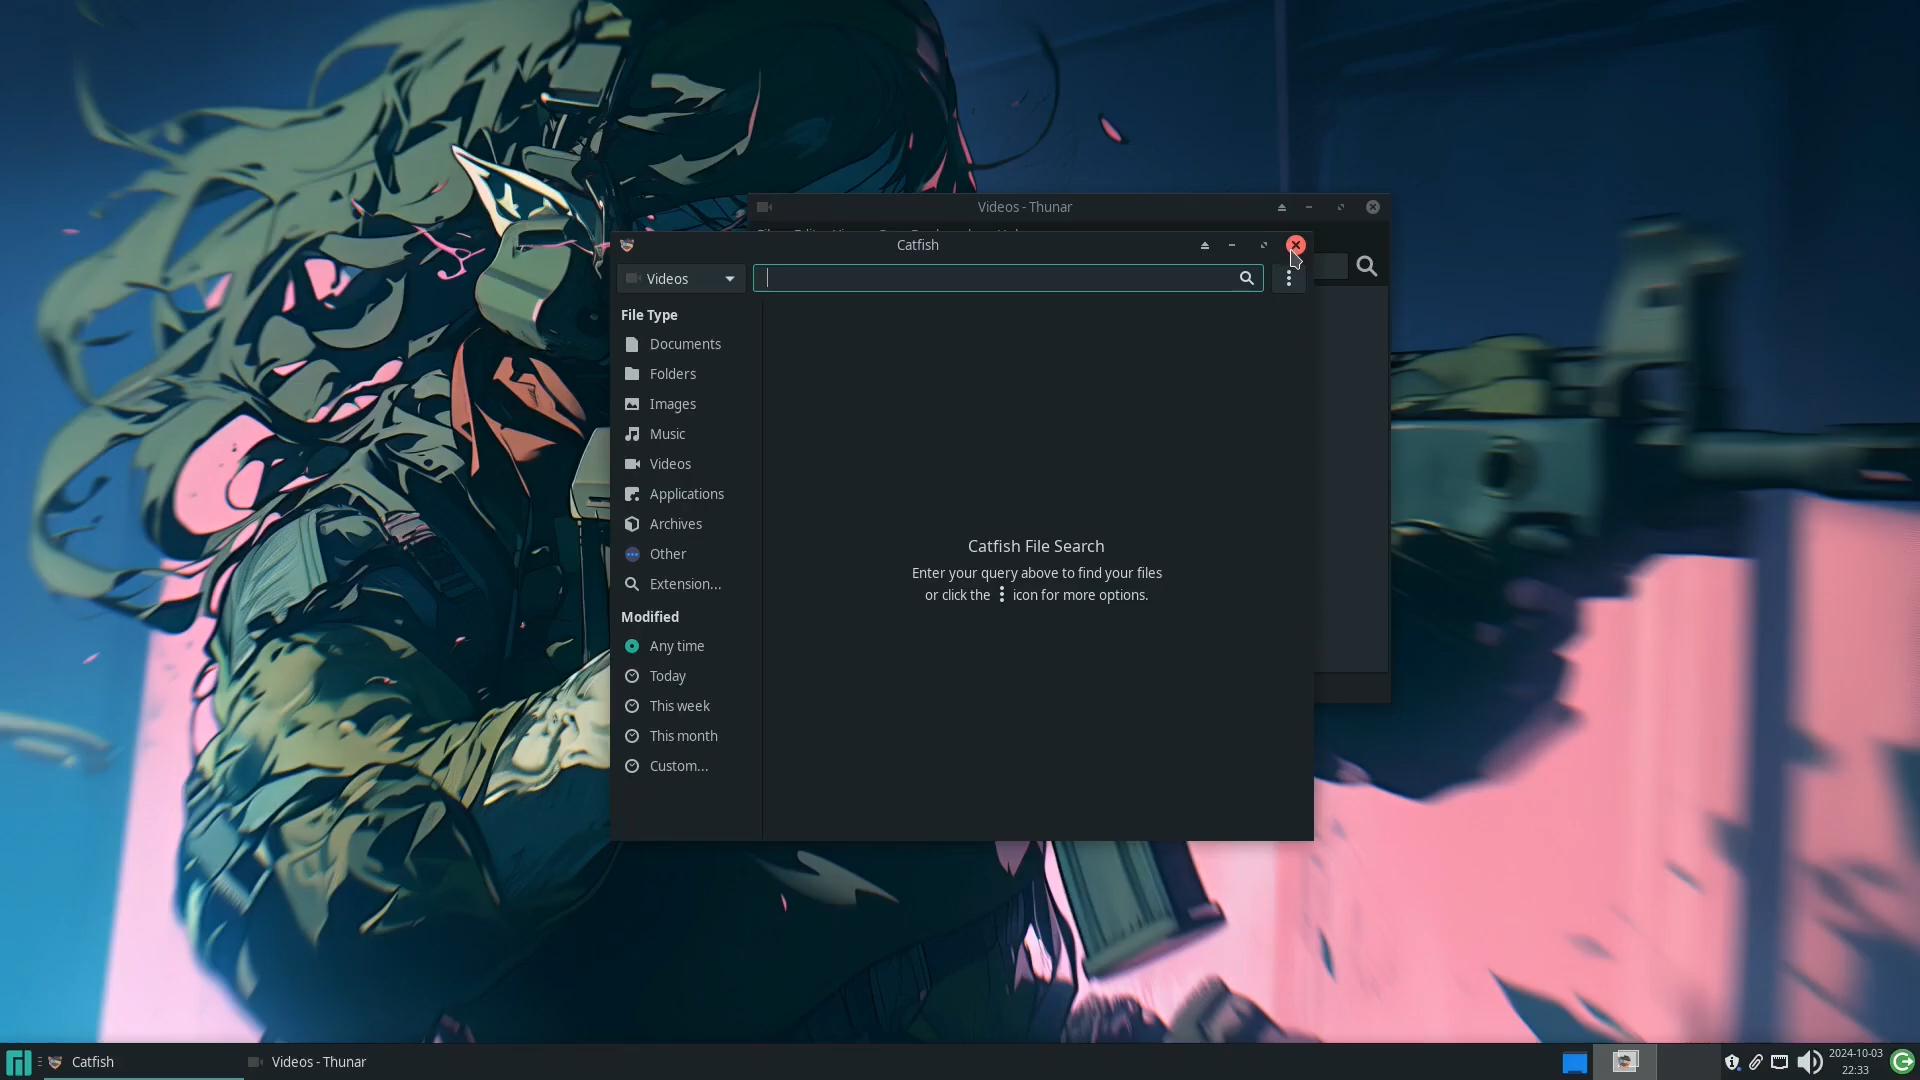 Videos - Thunar
Catfish
Videos
File Type
Documents
Folders
Images
Music
Videos
Applications
Archives
Other
Extension...
Modified
Any time
Today
This week
This month
Custom...
Catfish File Search
Enter your query above to find your files
or click the icon for more options.
Catfish
Videos - Thunar
2024-10-03
22:33